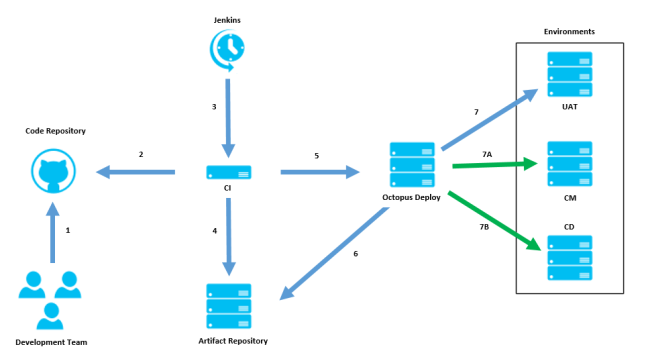 Jenkins
Environments
3
7
UAT
Code Repository
2
5
7A
CI
Octopus Deploy
CM
1
4
7B
CD
6
Development Team
Artifact Repository